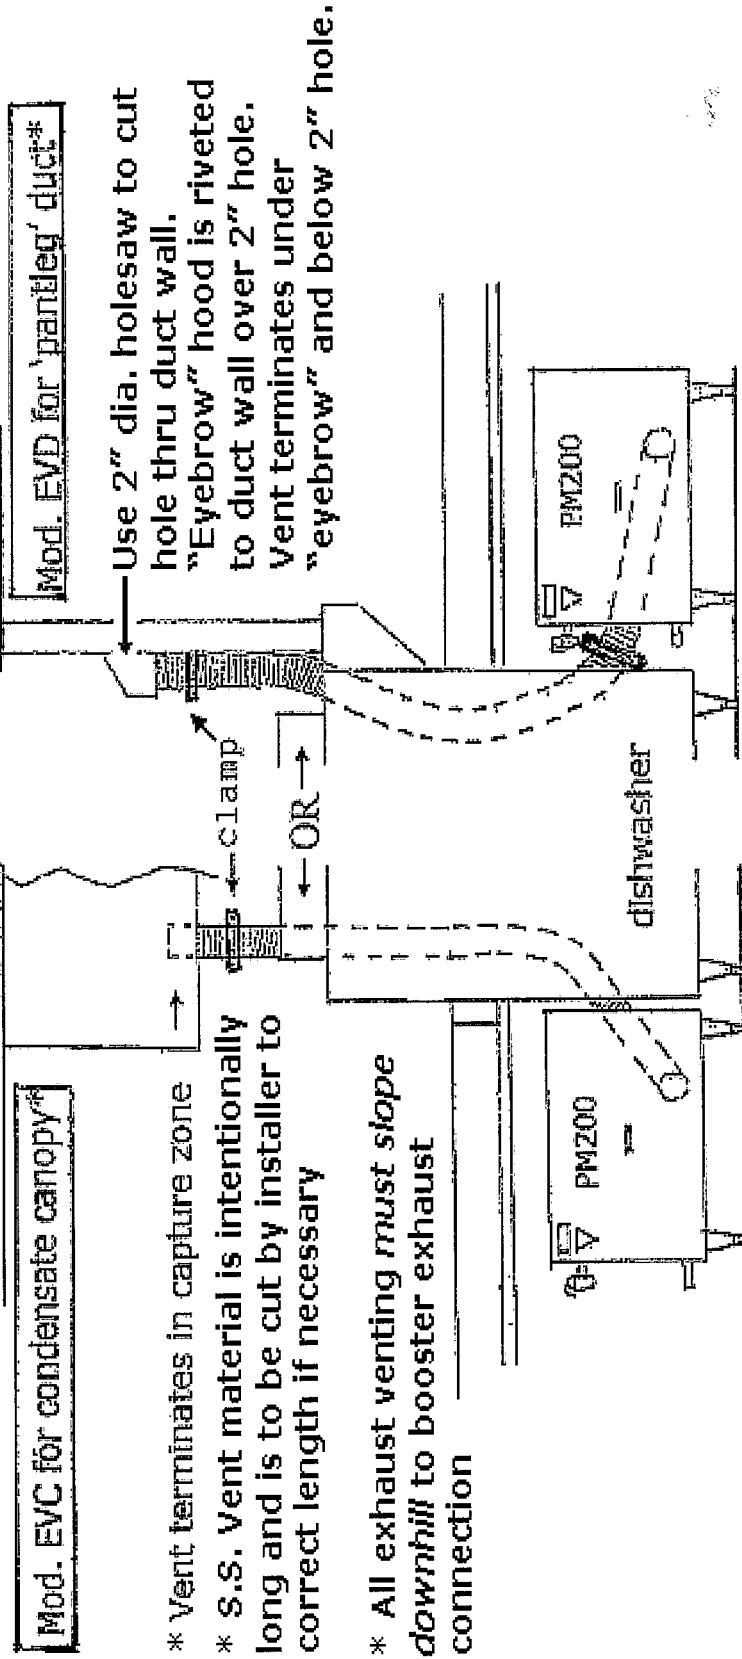 Mod. EVC for condensate canopy*
* Vent terminates in capture zone
* S.S. Vent material is intentionally
long and is to be cut by installer to
correct length if necessary
* All exhaust venting must slope
downhill to booster exhaust
connection
PM200
Mod. EVD for 'pantleg' duct*
Use 2" dia. holesaw to cut
hole thru duct wall.
"Eyebrow" hood is riveted
to duct wall over 2" hole.
Vent terminates under
"eyebrow" and below 2" hole.
clamp
OR
dishwasher
PM200